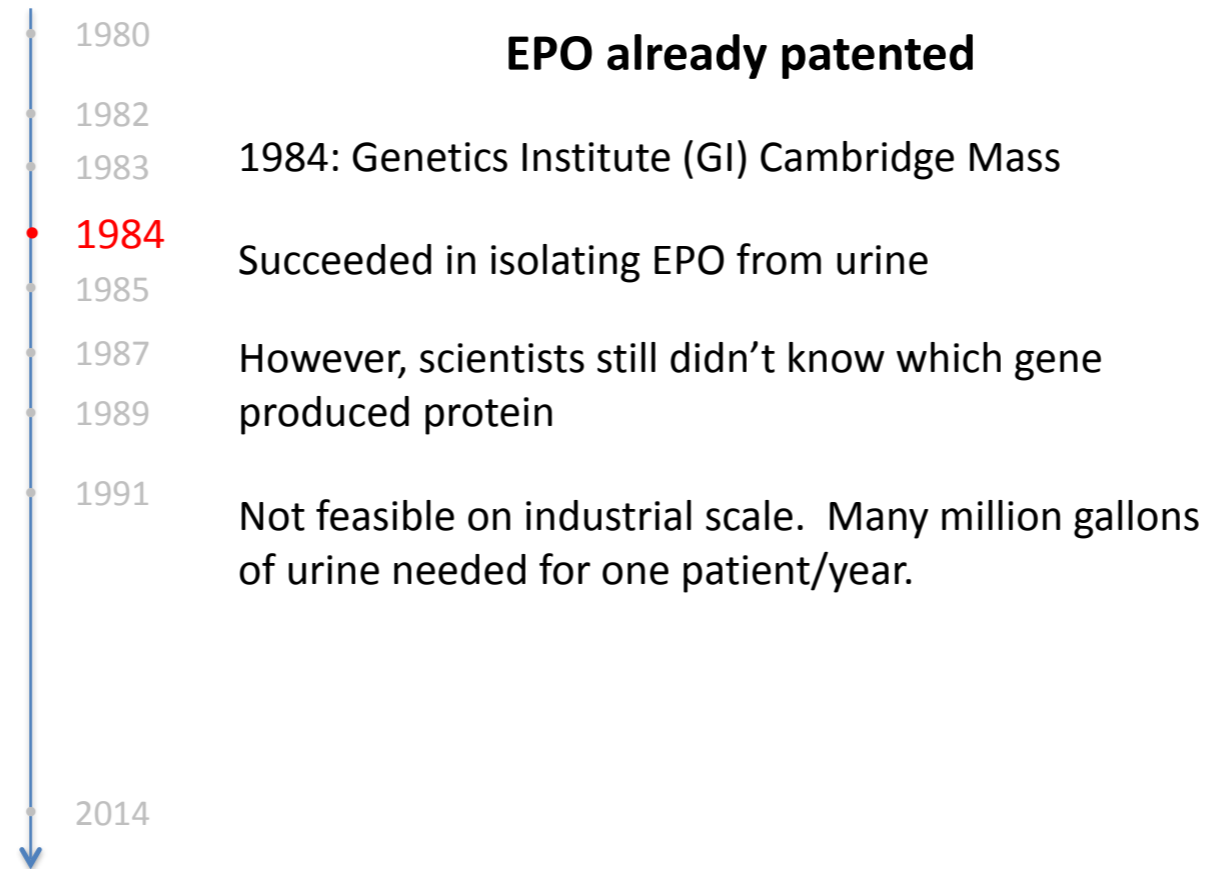 EPO already patented
1980
1982
1983
1984
1985
1987
1989
1991
2014
1984: Genetics Institute (GI) Cambridge Mass
Succeeded in isolating EPO from urine
However, scientists still didn’t know which gene
produced protein
Not feasible on industrial scale.  Many million gallons
of urine needed for one patient/year.